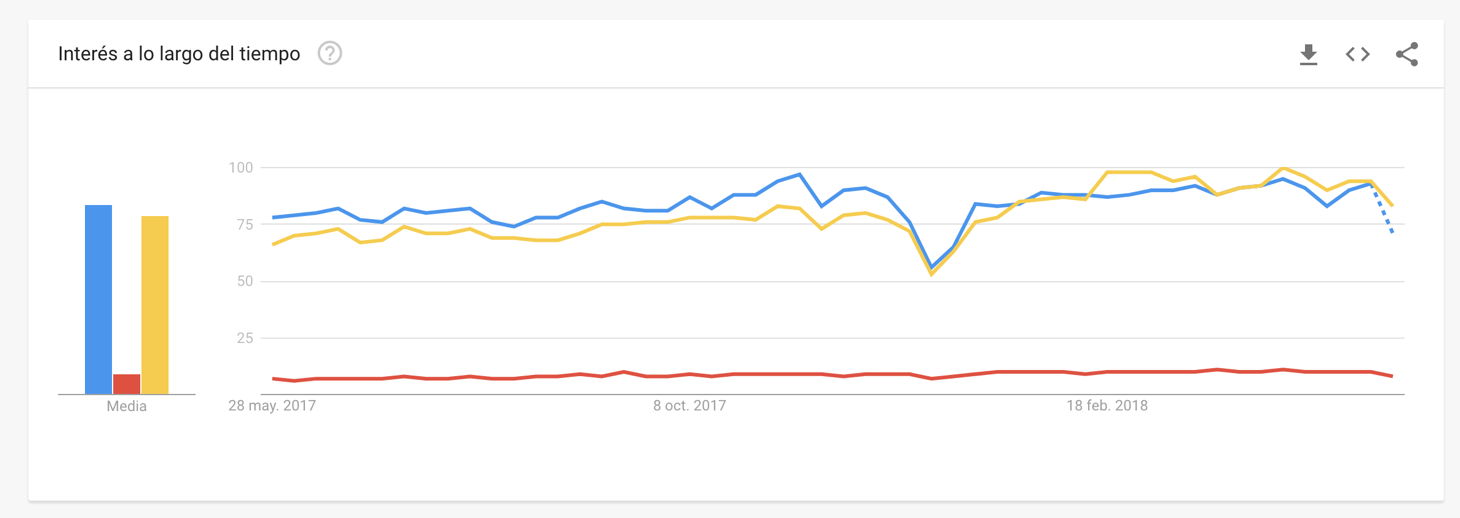 Interés a lo largo del tiempo ?
100
75
50
25
Media
28 may. 2017
8 oct. 2017
18 feb. 2018